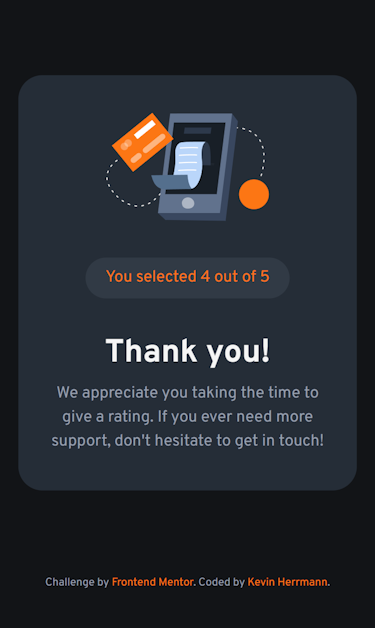 You selected 4 out of 5
Thank you!
We appreciate you taking the time to
give a rating. If you ever need more
support, don't hesitate to get in touch!
Challenge by Frontend Mentor. Coded by Kevin Herrmann.